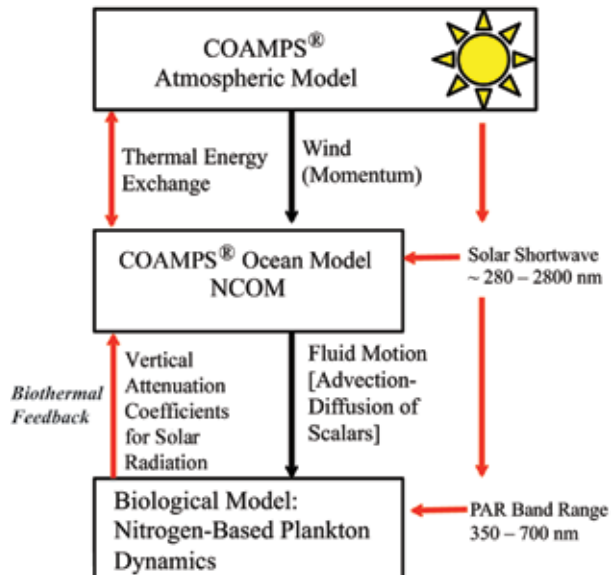 COAMPS®
Atmospheric Model
Thermal Energy
Exchange
Wind
(Momentum)
COAMPS® Ocean Model
NCOM
Solar Shortwave
~ 280 – 2800 nm
Biothermal
Feedback
Vertical
Attenuation
Coefficients
for Solar
Radiation
Fluid Motion
[Advection-
Diffusion of
Scalars]
Biological Model:
Nitrogen-Based Plankton
Dynamics
PAR Band Range
350 – 700 nm